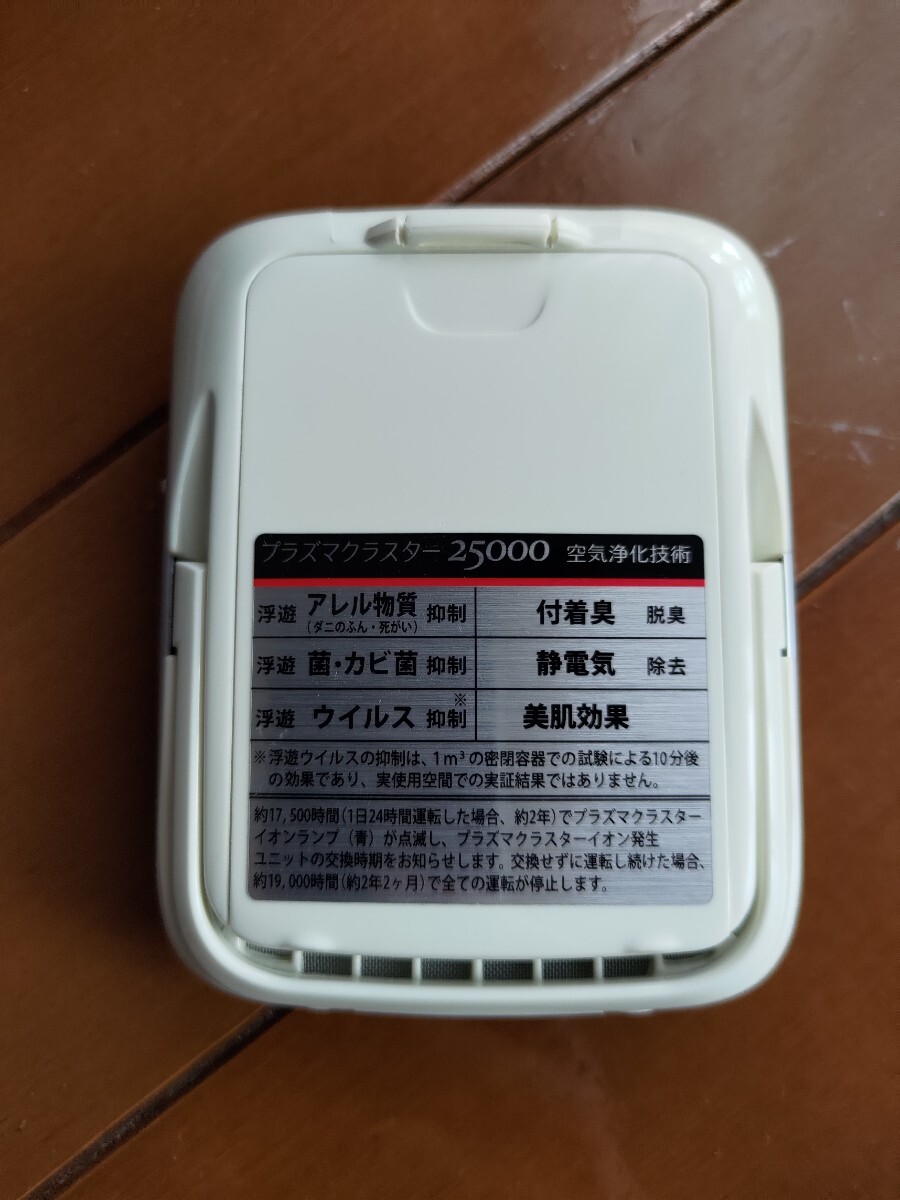 プラズマクラスター 25000 空気浄化技術
浮遊 アレル物質 抑制 付着臭 脱臭
(ダニのふん・死がい)
浮遊 菌・カビ菌 抑制 静電気 除去
浮遊 ウイルス 抑制※ 美肌効果
※浮遊ウイルスの抑制は、1m³の密閉容器での試験による10分後
の効果であり、実使用空間での実証結果ではありません。
約17,500時間(1日24時間運転した場合、約2年)でプラズマクラスター
イオンランプ(青)が点滅し、プラズマクラスターイオン発生
ユニットの交換時期をお知らせします。交換せずに運転し続けた場合、
約19,000時間(約2年2ヶ月)で全ての運転が停止します。